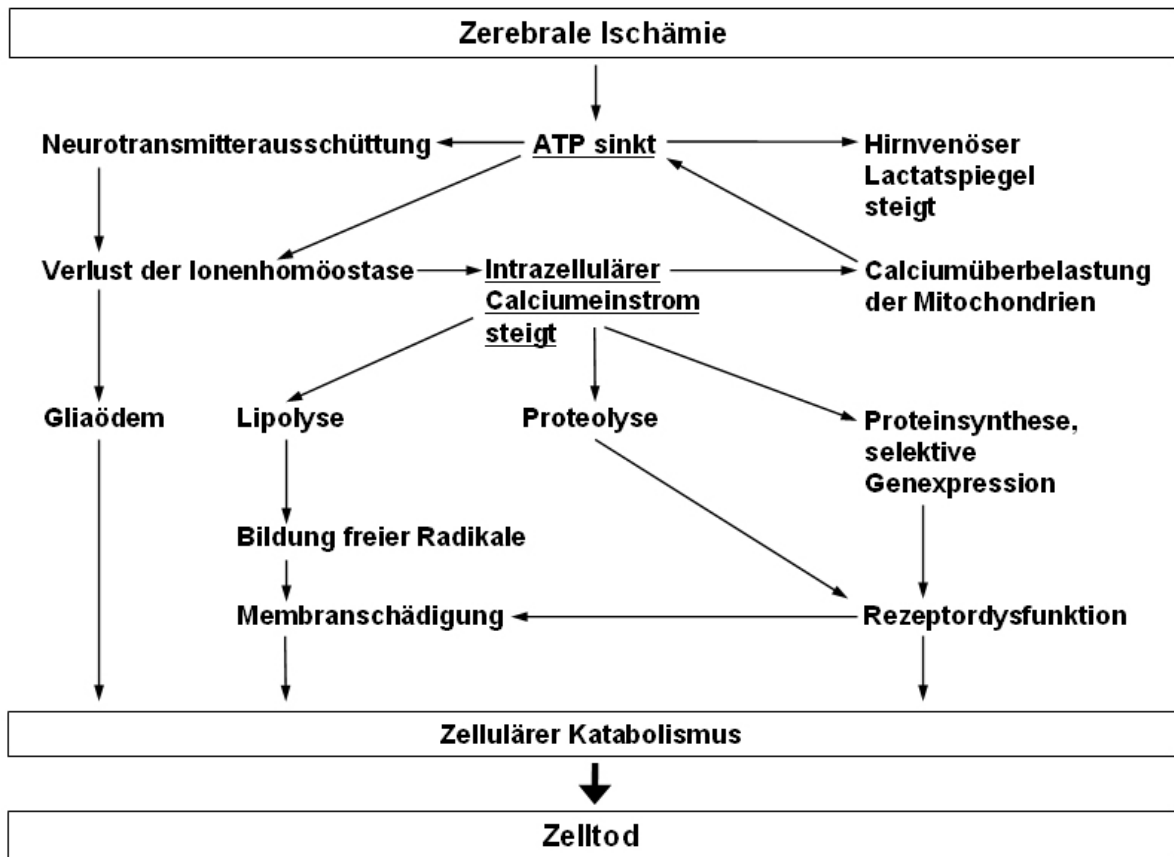 Zerebrale Ischämie
Neurotransmitterausschüttung
ATP sinkt
Hirnvenöser
Lactatspiegel
steigt
Verlust der Ionenhomöostase
Intrazellulärer
Calciumeinstrom
steigt
Calciumüberbelastung
der Mitochondrien
Gliaödem
Lipolyse
Proteolyse
Proteinsynthese,
selektive
Genexpression
Bildung freier Radikale
Membranschädigung
Rezeptordysfunktion
Zellulärer Katabolismus
Zelltod